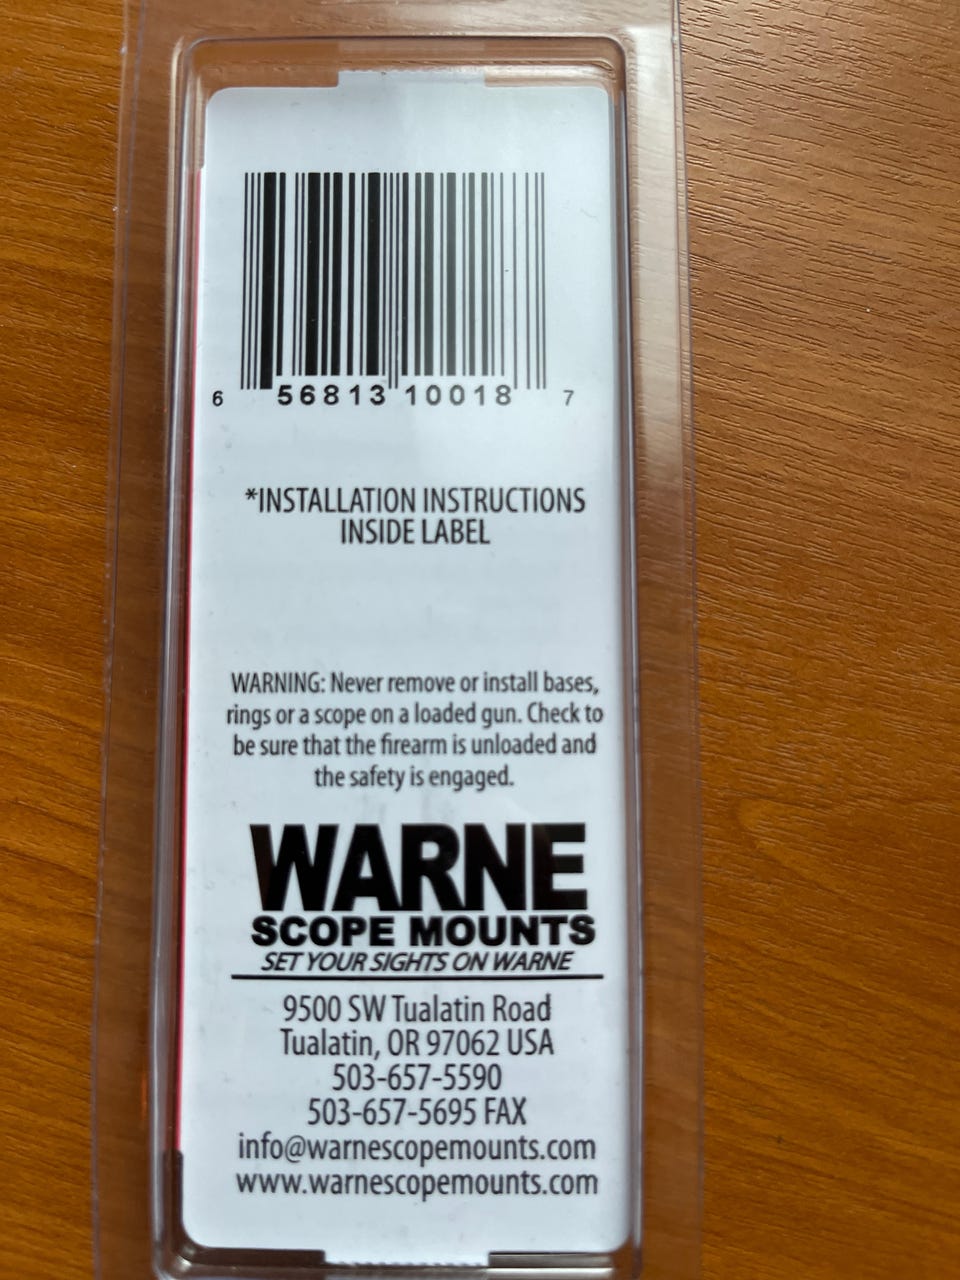 6 56813 10018 7
*INSTALLATION INSTRUCTIONS
INSIDE LABEL
WARNING: Never remove or install bases,
rings or a scope on a loaded gun. Check to
be sure that the firearm is unloaded and
the safety is engaged.
WARNE
SCOPE MOUNTS
SET YOUR SIGHTS ON WARNE
9500 SW Tualatin Road
Tualatin, OR 97062 USA
503-657-5590
503-657-5695 FAX
info@warnescopemounts.com
www.warnescopemounts.com